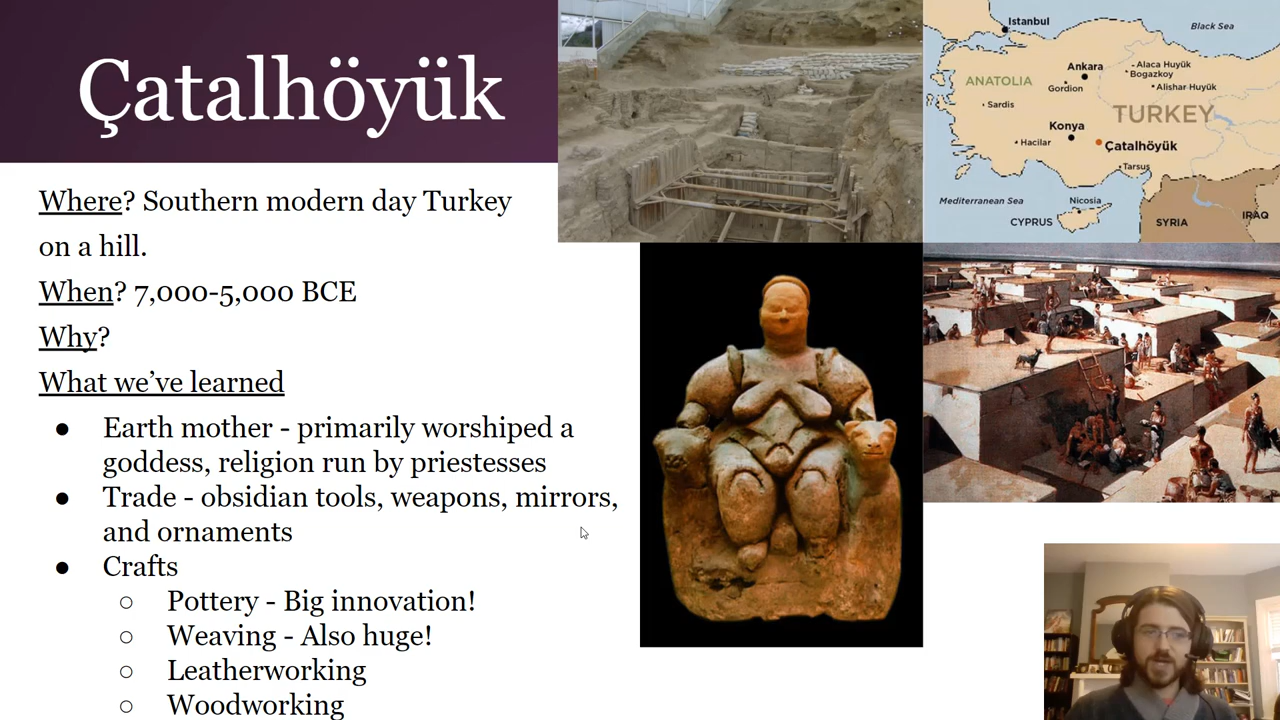 Çatalhöyük
Where? Southern modern day Turkey
on a hill.
When? 7,000-5,000 BCE
Why?
What we've learned
● Earth mother - primarily worshiped a
goddess, religion run by priestesses
● Trade - obsidian tools, weapons, mirrors,
and ornaments
● Crafts
○ Pottery - Big innovation!
○ Weaving - Also huge!
○ Leatherworking
○ Woodworking
Istanbul
Black Sea
Ankara
Alaca Huyük
Bogazkoy
ANATOLIA
Gordion
Alishar Huyük
Sardis
TURKEY
Konya
Hacilar
Çatalhöyük
Tarsus
Mediterranean Sea
Nicosia
CYPRUS
SYRIA
IRAQ